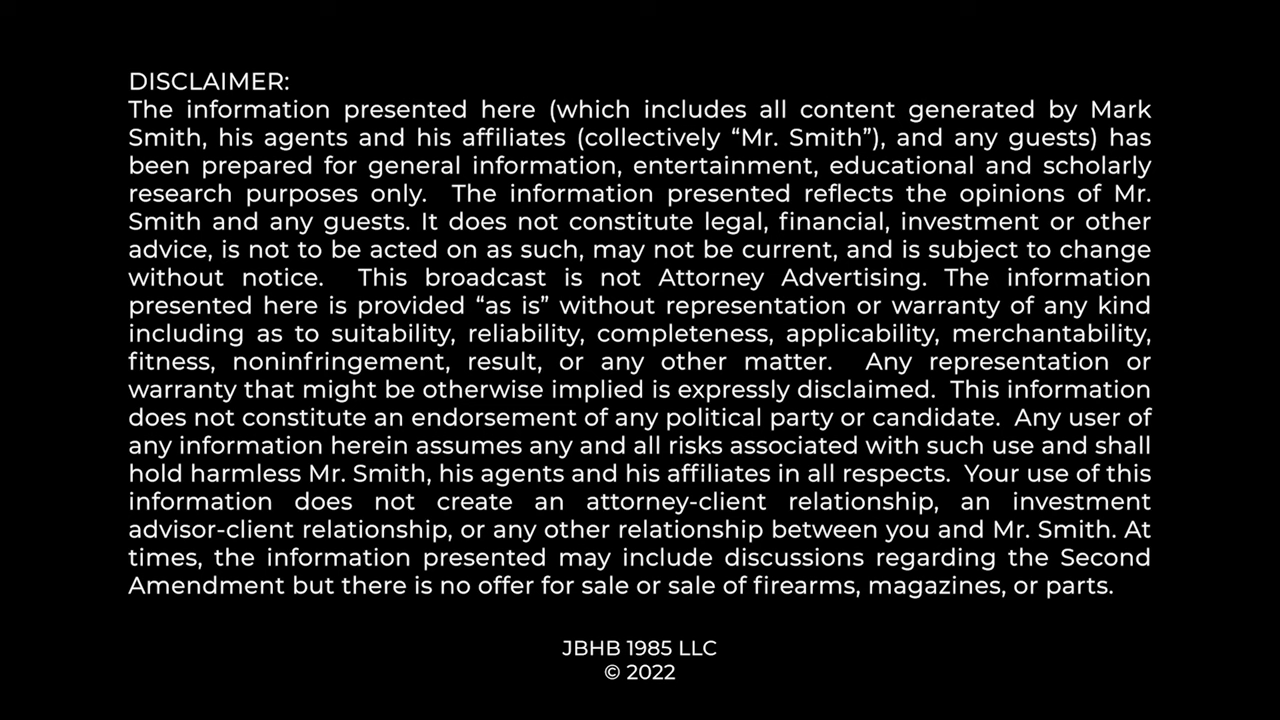 DISCLAIMER:
The information presented here (which includes all content generated by Mark
Smith, his agents and his affiliates (collectively “Mr. Smith”), and any guests) has
been prepared for general information, entertainment, educational and scholarly
research purposes only. The information presented reflects the opinions of Mr.
Smith and any guests. It does not constitute legal, financial, investment or other
advice, is not to be acted on as such, may not be current, and is subject to change
without notice. This broadcast is not Attorney Advertising. The information
presented here is provided “as is” without representation or warranty of any kind
including as to suitability, reliability, completeness, applicability, merchantability,
fitness, noninfringement, result, or any other matter. Any representation or
warranty that might be otherwise implied is expressly disclaimed. This information
does not constitute an endorsement of any political party or candidate. Any user of
any information herein assumes any and all risks associated with such use and shall
hold harmless Mr. Smith, his agents and his affiliates in all respects. Your use of this
information does not create an attorney-client relationship, an investment
advisor-client relationship, or any other relationship between you and Mr. Smith. At
times, the information presented may include discussions regarding the Second
Amendment but there is no offer for sale or sale of firearms, magazines, or parts.
JBHB 1985 LLC
© 2022